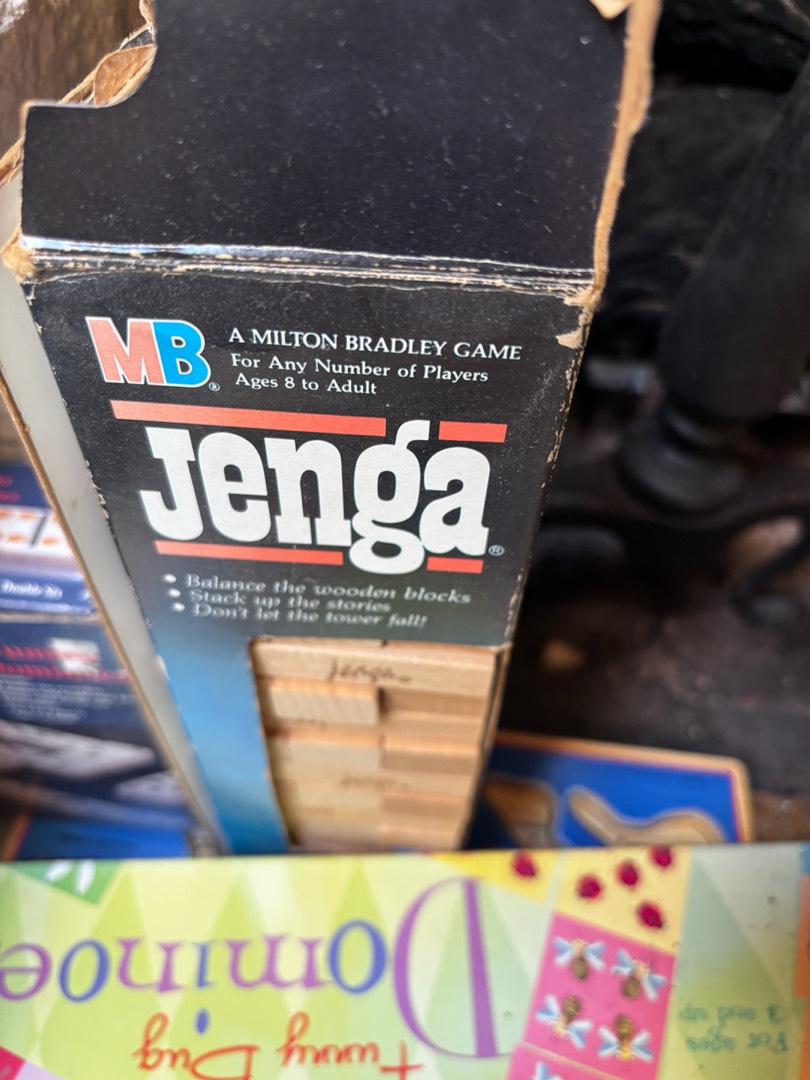 MB®
A MILTON BRADLEY GAME
For Any Number of Players
Ages 8 to Adult
Jenga®
• Balance the wooden blocks
• Stack up the stories
• Don't let the tower fall!
Jenga
Funny Bug
Domino
For ages
3 and up